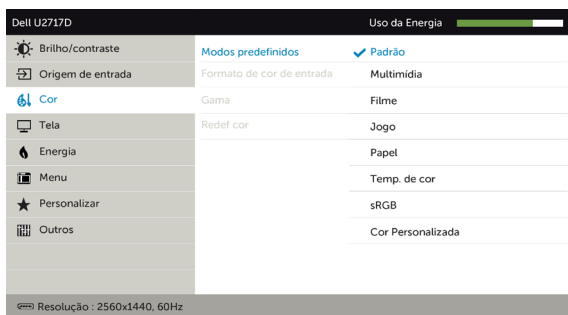 Dell U2717D Uso da Energia
Brilho/contraste
Origem de entrada
Cor
Tela
Energia
Menu
Personalizar
Outros
Modos predefinidos
Formato de cor de entrada
Gama
Redef cor
Padrão
Multimídia
Filme
Jogo
Papel
Temp. de cor
sRGB
Cor Personalizada
Resolução : 2560x1440, 60Hz